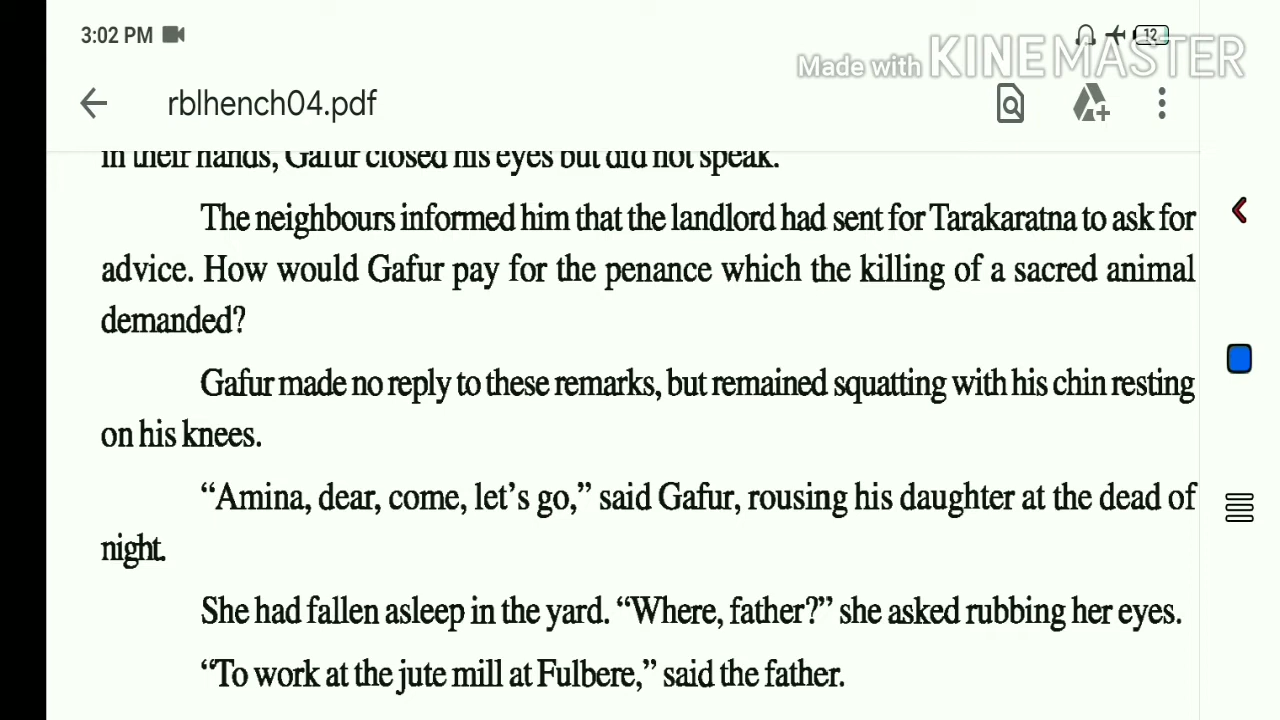 3:02 PM
12
Made with KINEMASTER
rblhench04.pdf
in their hands, Gafur closed his eyes but did not speak.
The neighbours informed him that the landlord had sent for Tarakaratna to ask for
advice. How would Gafur pay for the penance which the killing of a sacred animal
demanded?
Gafur made no reply to these remarks, but remained squatting with his chin resting
on his knees.
“Amina, dear, come, let’s go,” said Gafur, rousing his daughter at the dead of
night.
She had fallen asleep in the yard. “Where, father?” she asked rubbing her eyes.
“To work at the jute mill at Fulbere,” said the father.